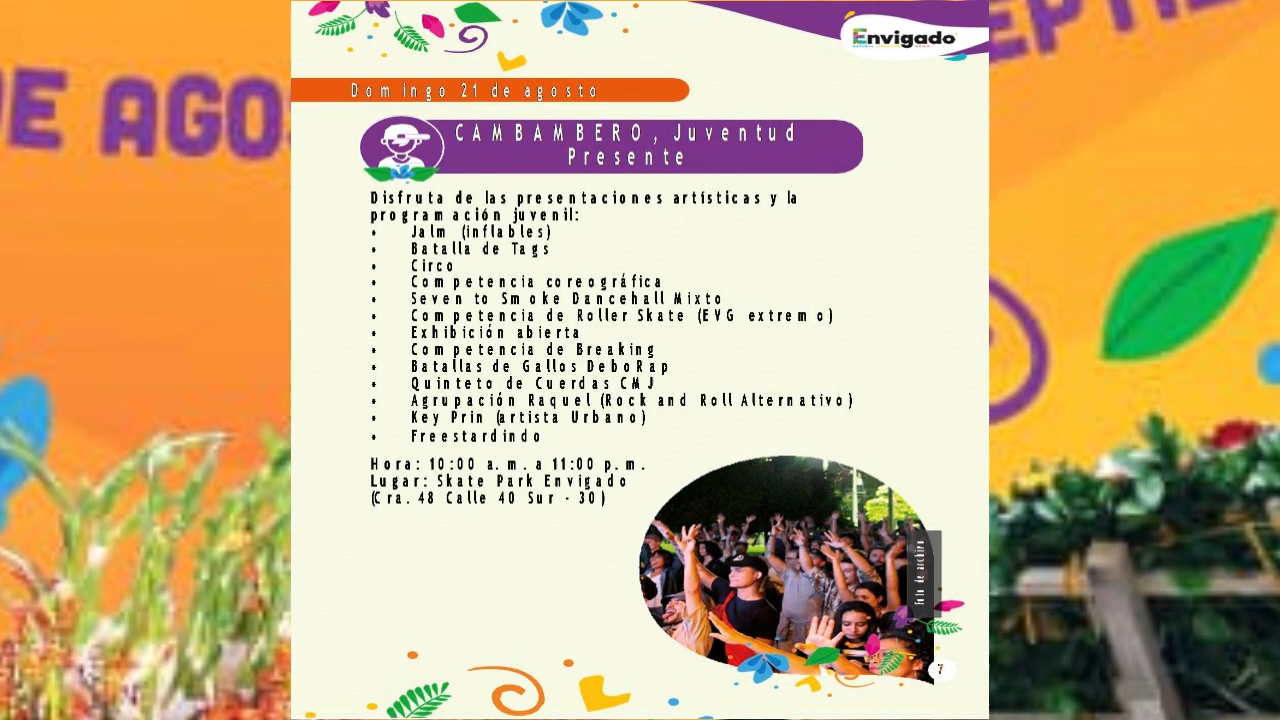 DE AGO
EPTIE
Envigado
Domingo 21 de agosto
CAMBAMBERO, Juventud
Presente
Disfruta de las presentaciones artísticas y la
programación juvenil:
• Jalm (inflables)
• Batalla de Tags
• Circo
• Competencia coreográfica
• Seven to Smoke Dancehall Mixto
• Competencia de Roller Skate (EVG extremo)
• Exhibición abierta
• Competencia de Breaking
• Batallas de Gallos DeboRap
• Quinteto de Cuerdas CMJ
• Agrupación Raquel (Rock and Roll Alternativo)
• Key Prin (artista Urbano)
• Freestardindo
Hora: 10:00 a.m. a 11:00 p.m.
Lugar: Skate Park Envigado
(Cra. 48 Calle 40 Sur - 30)
Foto de archivo
7